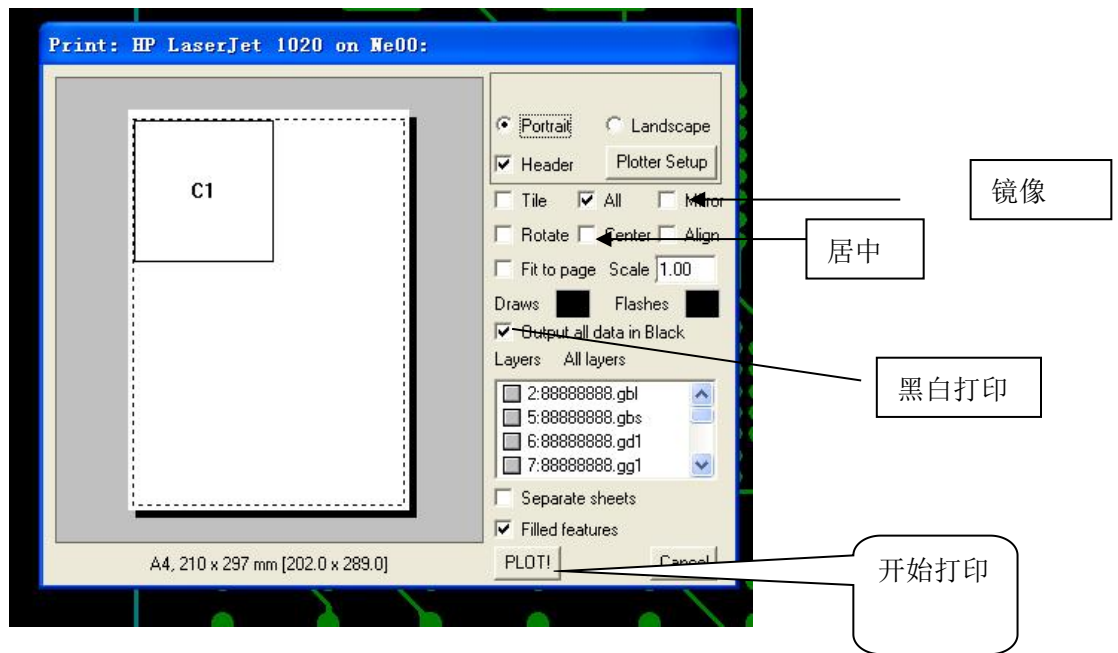 Print: HP LaserJet 1020 on Ne00:
C1
Portrait Landscape
Header Plotter Setup
Tile All Mirror
镜像
Rotate Center Align
居中
Fit to page Scale 1.00
Draws Flashes
Output all data in Black
Layers All layers
黑白打印
2:88888888.gbl
5:88888888.gbs
6:88888888.gd1
7:88888888.gg1
Separate sheets
Filled features
A4, 210 x 297 mm [202.0 x 289.0]
PLOT! Cancel
开始打印